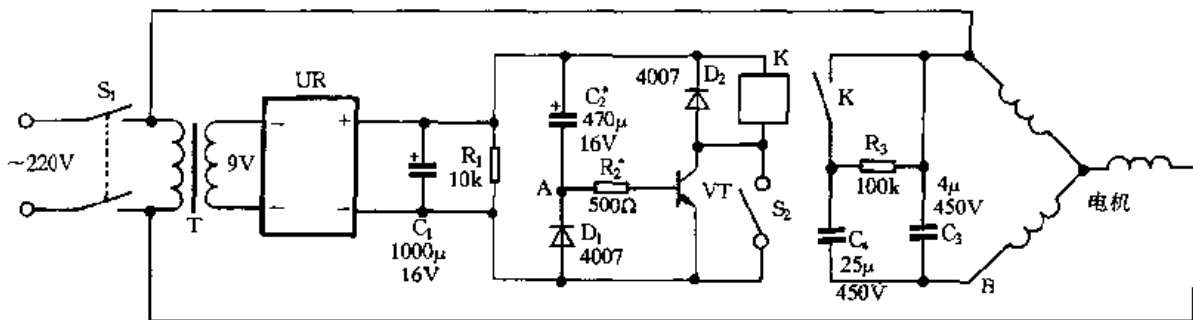 S₁
~220V
T
9V
UR
−
+
−
−
+
C₁
1000μ
16V
R₁
10k
+
C₂*
470μ
16V
A
R₂*
500Ω
D₁
4007
4007
D₂
VT
K
S₂
K
R₃
100k
C₄
25μ
450V
4μ
450V
C₃
B
电机